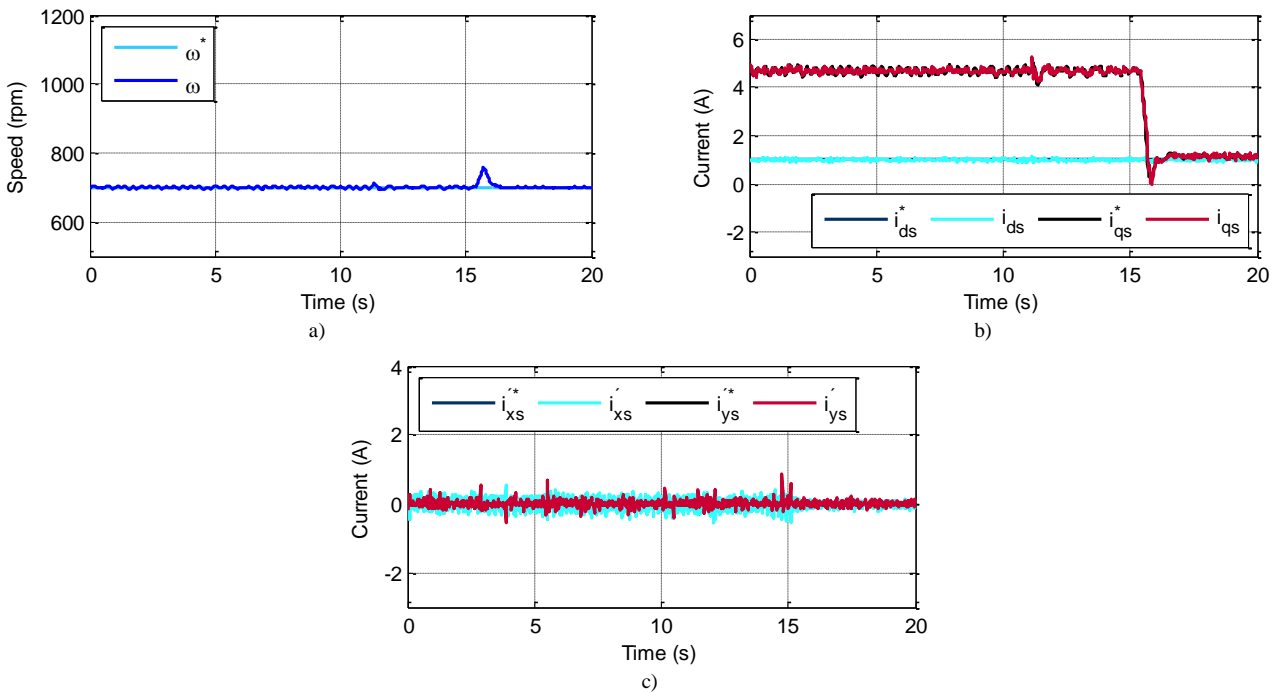 1200
1000
800
600
Speed (rpm)
ω*
ω
0 5 10 15 20
Time (s)
a)
6
4
2
0
-2
Current (A)
i*ds ids i*qs iqs
0 5 10 15 20
Time (s)
b)
4
2
0
-2
Current (A)
i´*xs i´xs i´*ys i´ys
0 5 10 15 20
Time (s)
c)